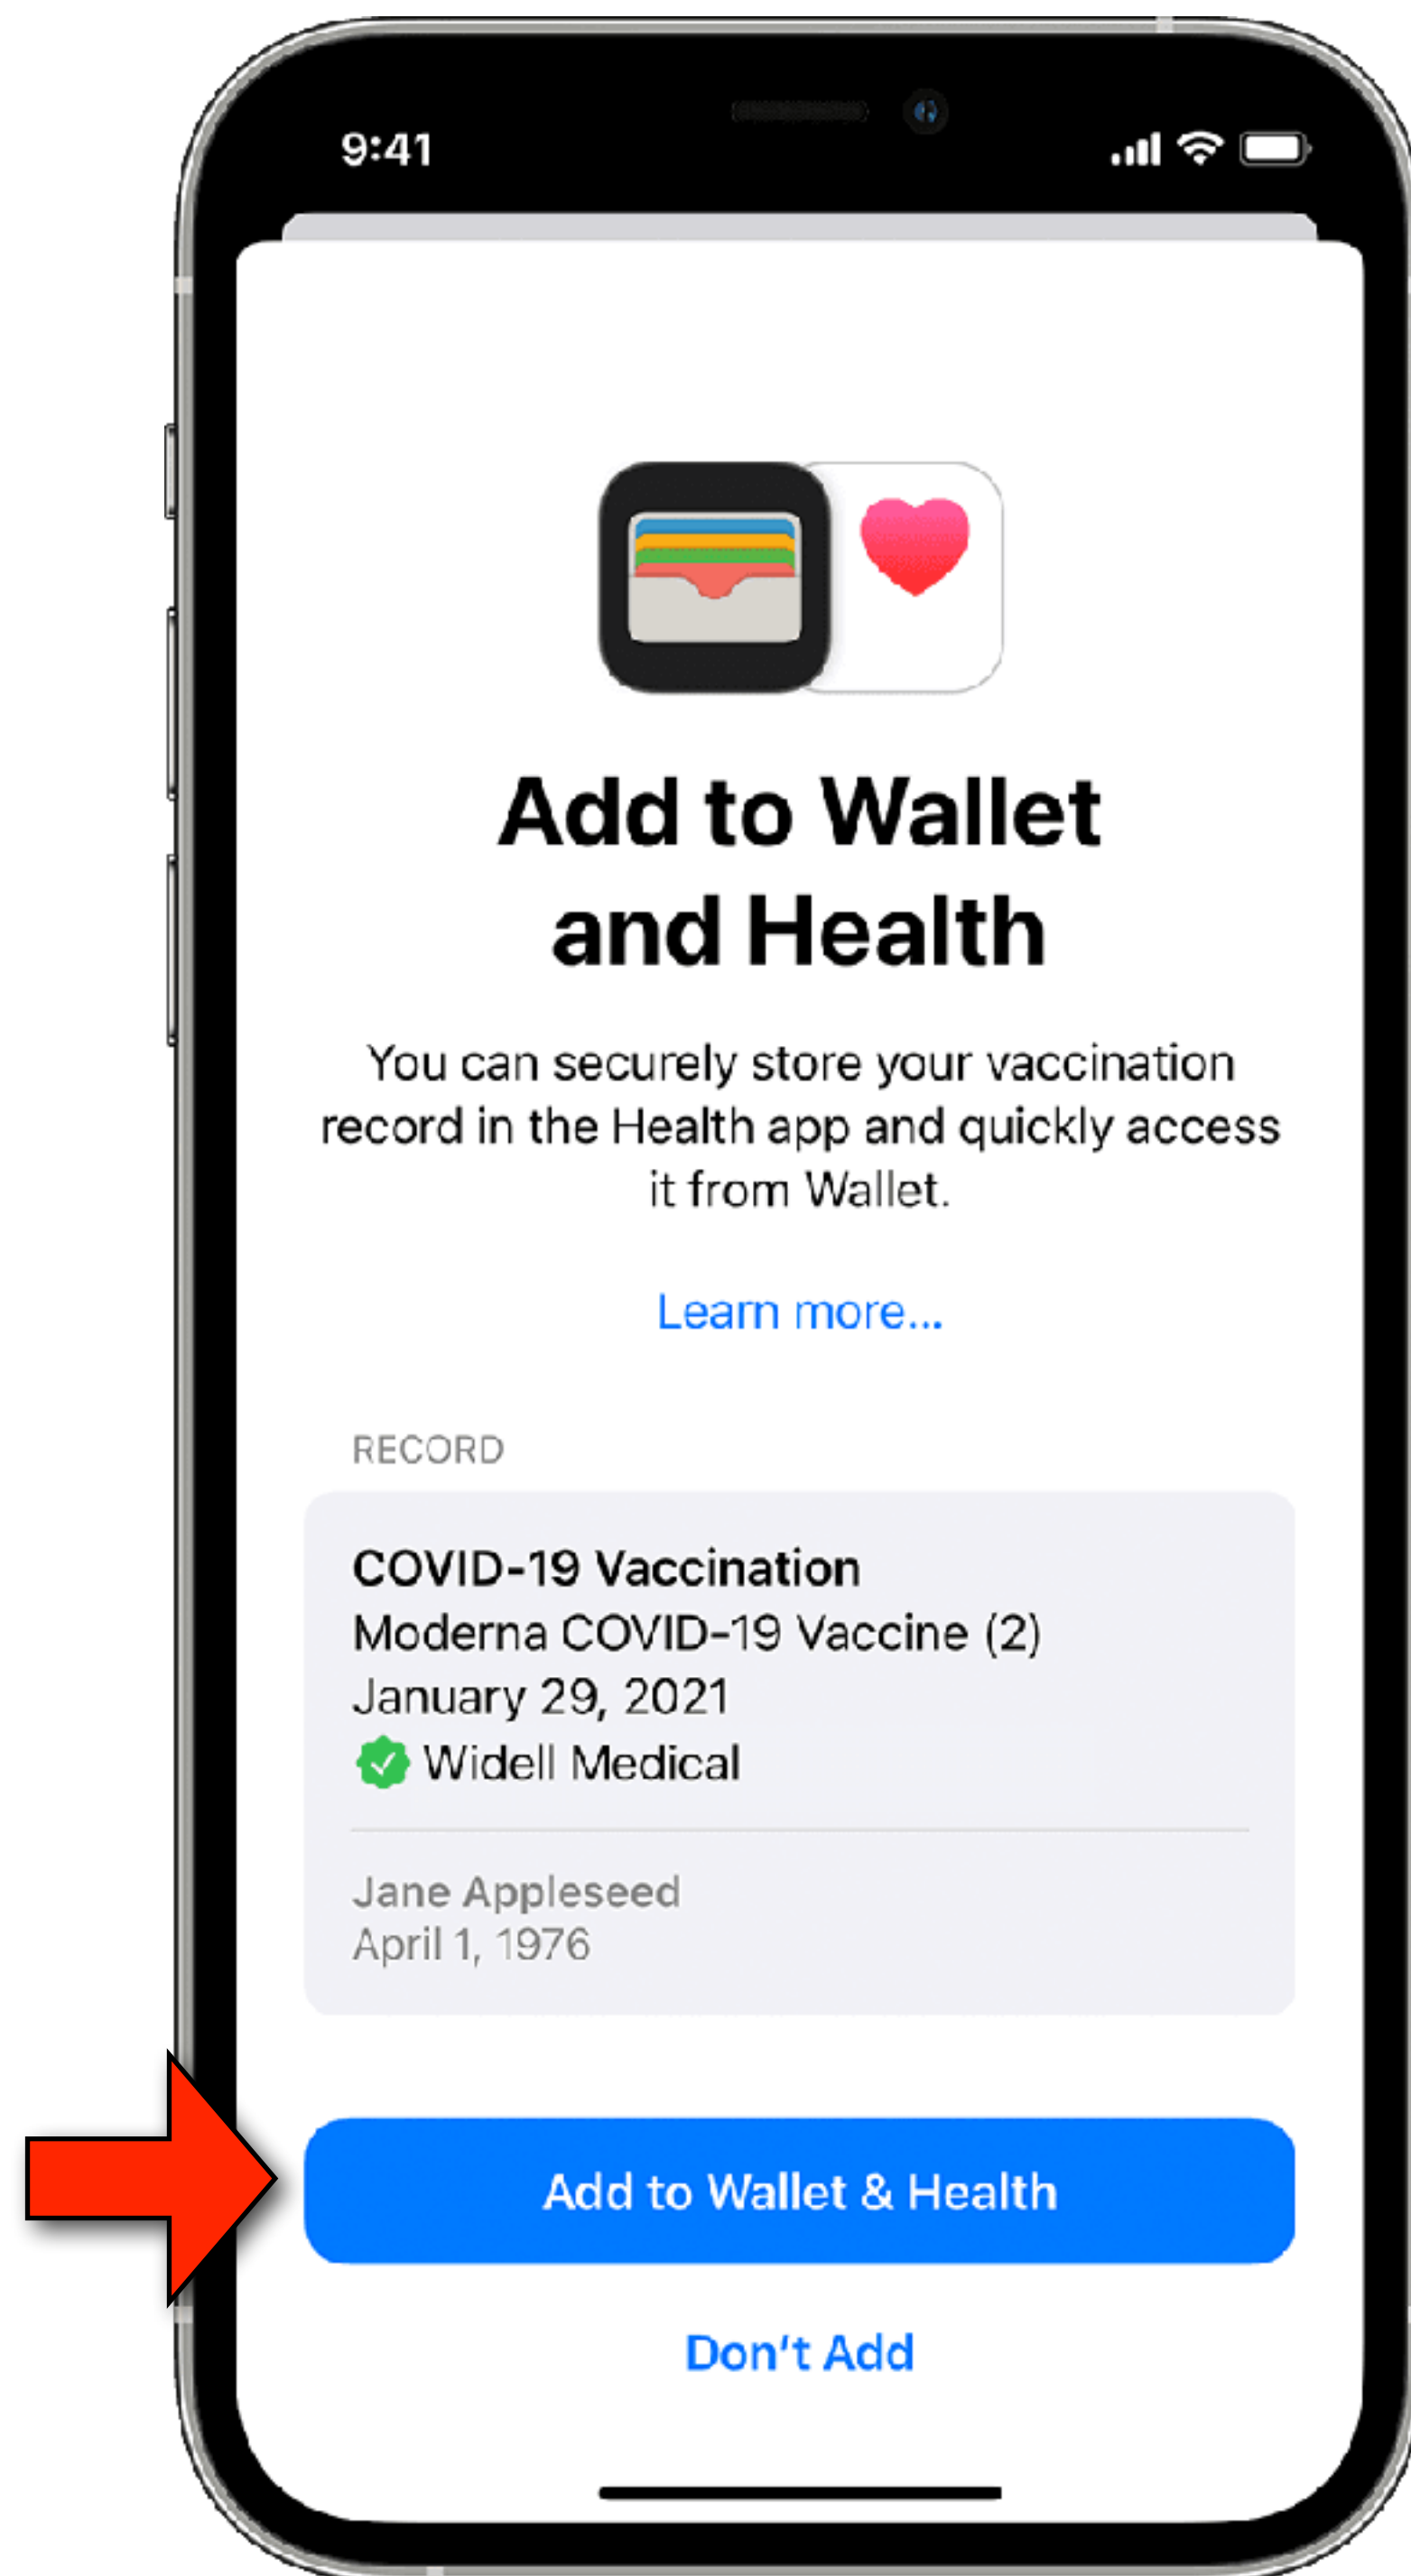 9:41
Add to Wallet
and Health
You can securely store your vaccination
record in the Health app and quickly access
it from Wallet.
Learn more...
RECORD
COVID-19 Vaccination
Moderna COVID-19 Vaccine (2)
January 29, 2021
Widell Medical
Jane Appleseed
April 1, 1976
Add to Wallet & Health
Don't Add